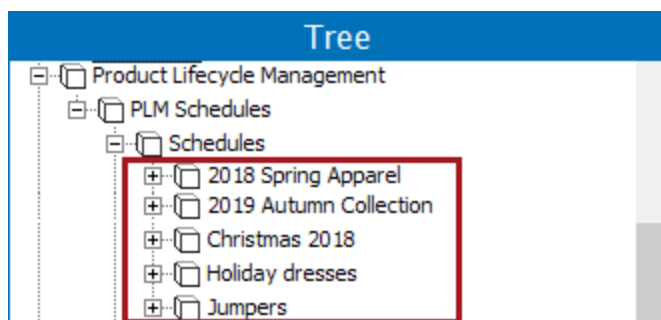 Tree
Product Lifecycle Management
PLM Schedules
Schedules
2018 Spring Apparel
2019 Autumn Collection
Christmas 2018
Holiday dresses
Jumpers